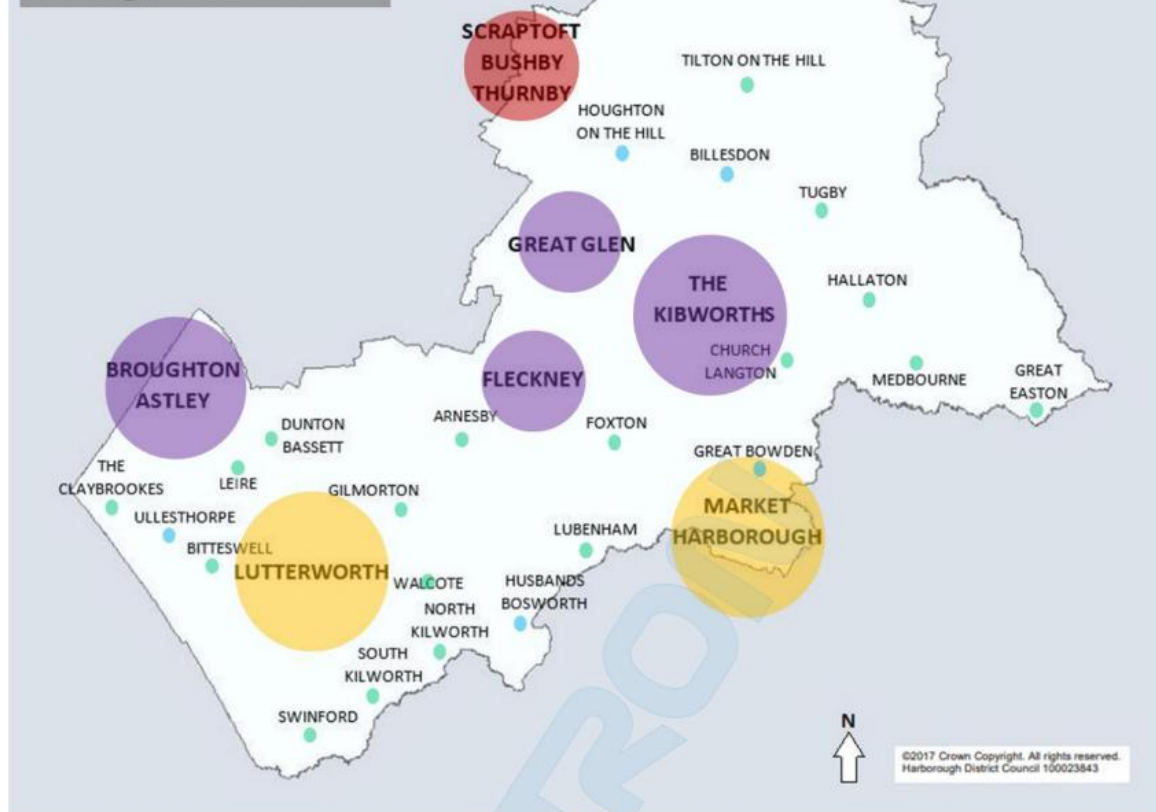 SCRAPTOFT
BUSHBY
THURNBY
TILTON ON THE HILL
HOUGHTON
ON THE HILL
BILLESDON
TUGBY
GREAT GLEN
THE
KIBWORTHS
HALLATON
CHURCH
LANGTON
MEDBOURNE
GREAT
EASTON
BROUGHTON
ASTLEY
FLECKNEY
ARNESBY
FOXTON
DUNTON
BASSETT
GREAT BOWDEN
THE
CLAYBROOKES
LEIRE
GILMORTON
MARKET
HARBOROUGH
ULLESTHORPE
BITTESWELL
LUTTERWORTH
LUBENHAM
WALCOTE
HUSBANDS
BOSWORTH
NORTH
KILWORTH
SOUTH
KILWORTH
SWINFORD
N
©2017 Crown Copyright. All rights reserved.
Harborough District Council 100023843